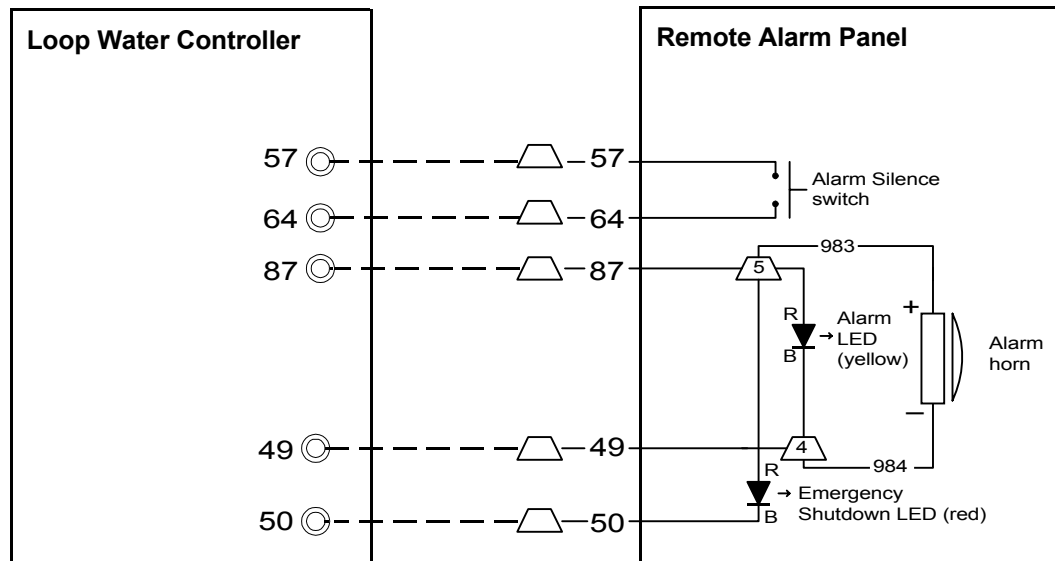 Loop Water Controller
Remote Alarm Panel
57
57
Alarm Silence
switch
64
64
983
87
87
5
+
R
Alarm
LED
(yellow)
B
Alarm
horn
−
49
49
4
984
R
Emergency
Shutdown LED (red)
B
50
50